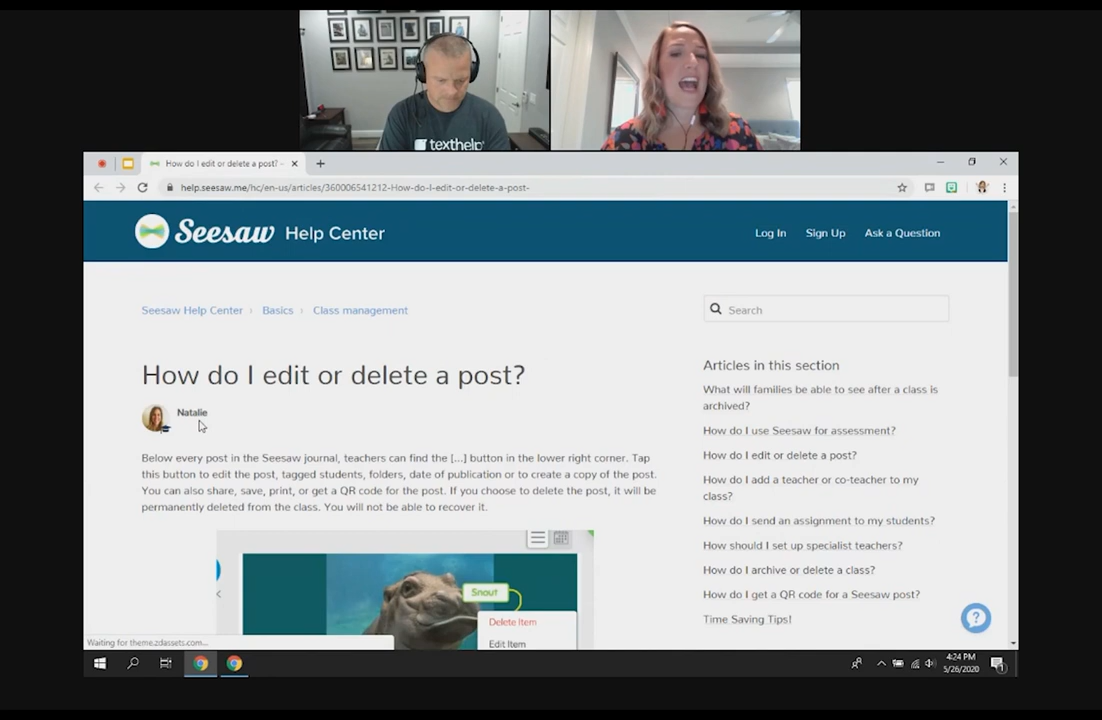 texthelp
How do I edit or delete a post? –
help.seesaw.me/hc/en-us/articles/360006541212-How-do-I-edit-or-delete-a-post-
Seesaw Help Center
Log In Sign Up Ask a Question
Seesaw Help Center › Basics › Class management
Search
How do I edit or delete a post?
Natalie
Below every post in the Seesaw journal, teachers can find the [...] button in the lower right corner. Tap
this button to edit the post, tagged students, folders, date of publication or to create a copy of the post.
You can also share, save, print, or get a QR code for the post. If you choose to delete the post, it will be
permanently deleted from the class. You will not be able to recover it.
Snout
Delete Item
Edit Item
Articles in this section
What will families be able to see after a class is
archived?
How do I use Seesaw for assessment?
How do I edit or delete a post?
How do I add a teacher or co-teacher to my
class?
How do I send an assignment to my students?
How should I set up specialist teachers?
How do I archive or delete a class?
How do I get a QR code for a Seesaw post?
Time Saving Tips!
Waiting for theme.zdassets.com...
4:24 PM
5/26/2020
1